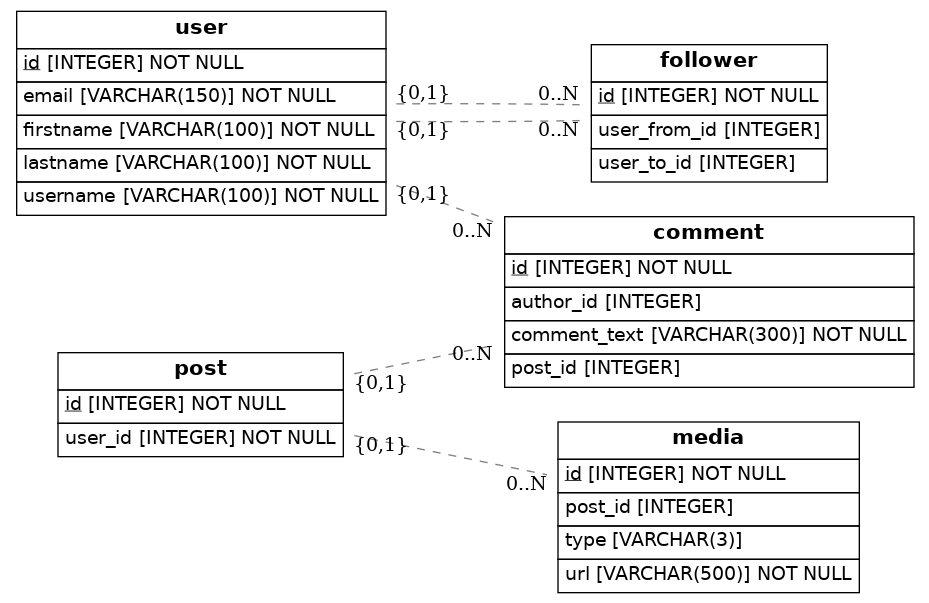 user
id [INTEGER] NOT NULL
email [VARCHAR(150)] NOT NULL
firstname [VARCHAR(100)] NOT NULL
lastname [VARCHAR(100)] NOT NULL
username [VARCHAR(100)] NOT NULL
{0,1}
0..N
{0,1}
0..N
{0,1}
0..N
follower
id [INTEGER] NOT NULL
user_from_id [INTEGER]
user_to_id [INTEGER]
comment
id [INTEGER] NOT NULL
author_id [INTEGER]
comment_text [VARCHAR(300)] NOT NULL
post_id [INTEGER]
post
id [INTEGER] NOT NULL
user_id [INTEGER] NOT NULL
0..N
{0,1}
{0,1}
0..N
media
id [INTEGER] NOT NULL
post_id [INTEGER]
type [VARCHAR(3)]
url [VARCHAR(500)] NOT NULL